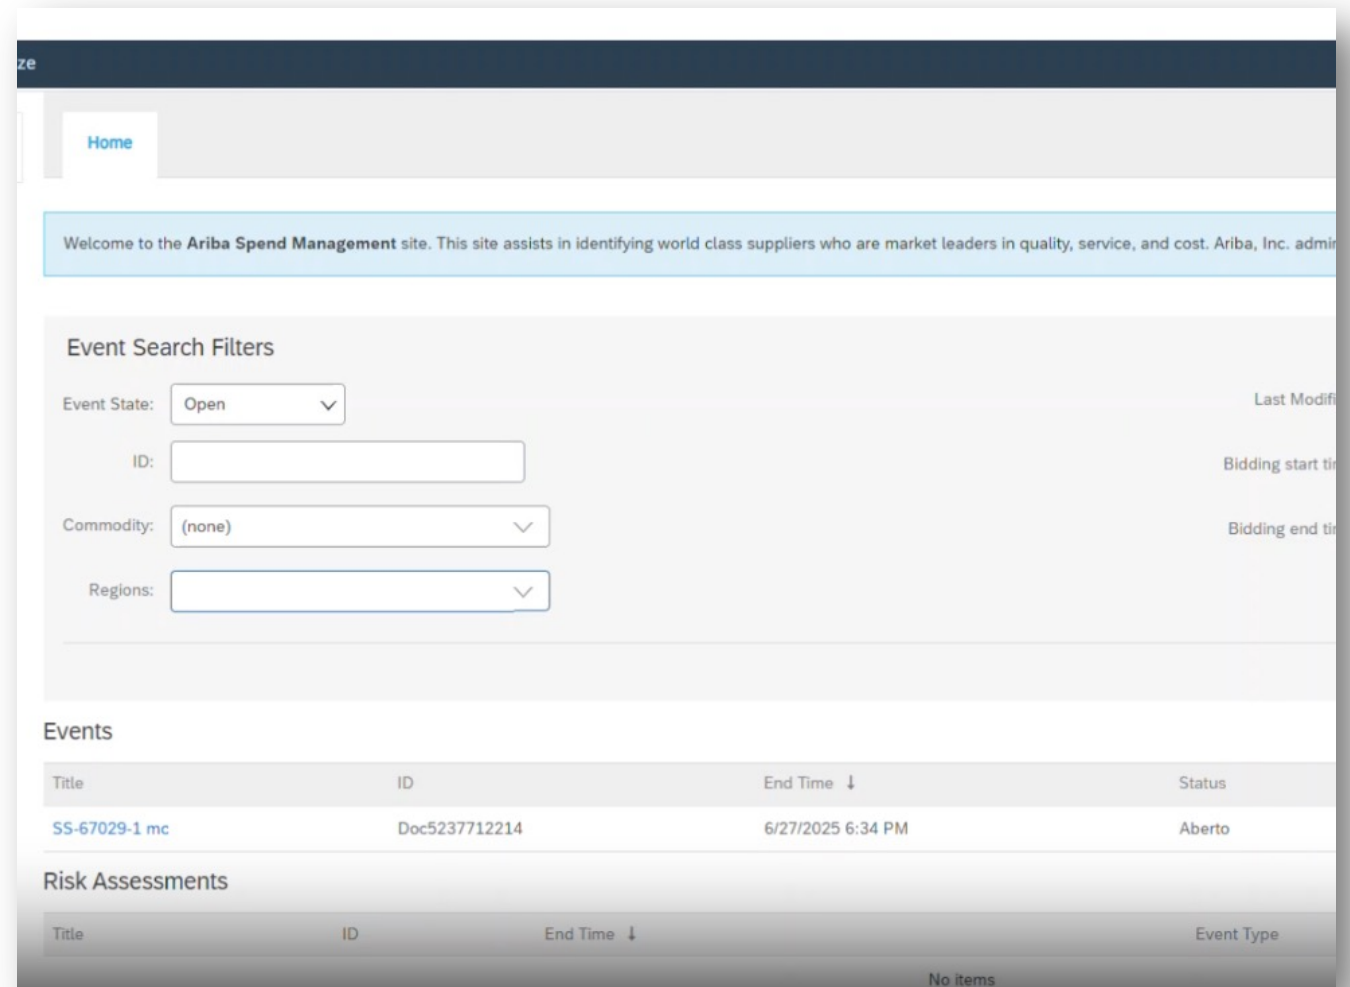 ze
Home
Welcome to the Ariba Spend Management site. This site assists in identifying world class suppliers who are market leaders in quality, service, and cost. Ariba, Inc.
Event Search Filters
Event State: Open
Last Modifi
ID:
Bidding start tir
Commodity: (none)
Bidding end tir
Regions:
Events
Title ID End Time ↓ Status
SS-67029-1 mc Doc5237712214 6/27/2025 6:34 PM Aberto
Risk Assessments
Title ID End Time ↓ Event Type
No items